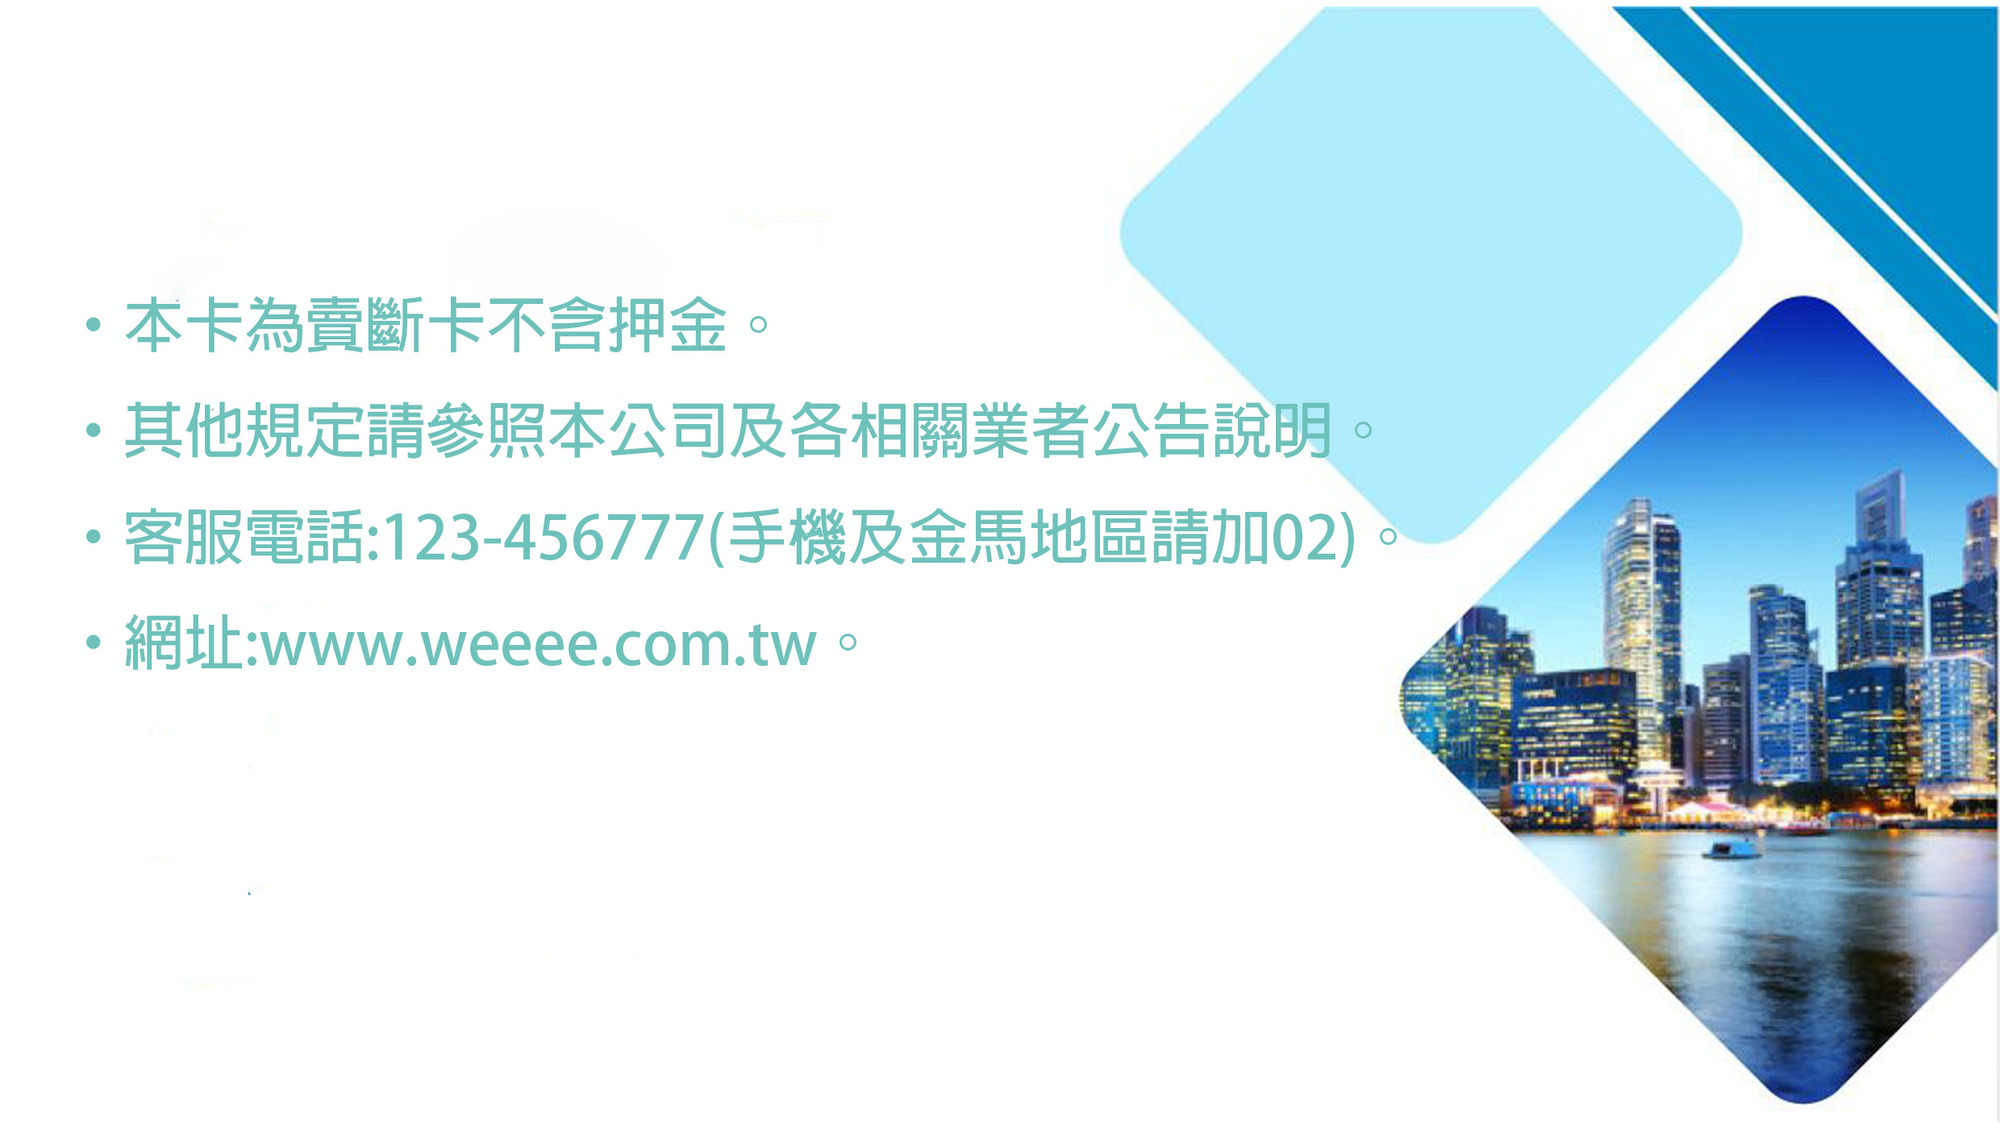 • 本卡為賣斷卡不含押金。
• 其他規定請參照本公司及各相關業者公告說明。
• 客服電話:123-456777(手機及金馬地區請加02)。
• 網址:www.weeee.com.tw。